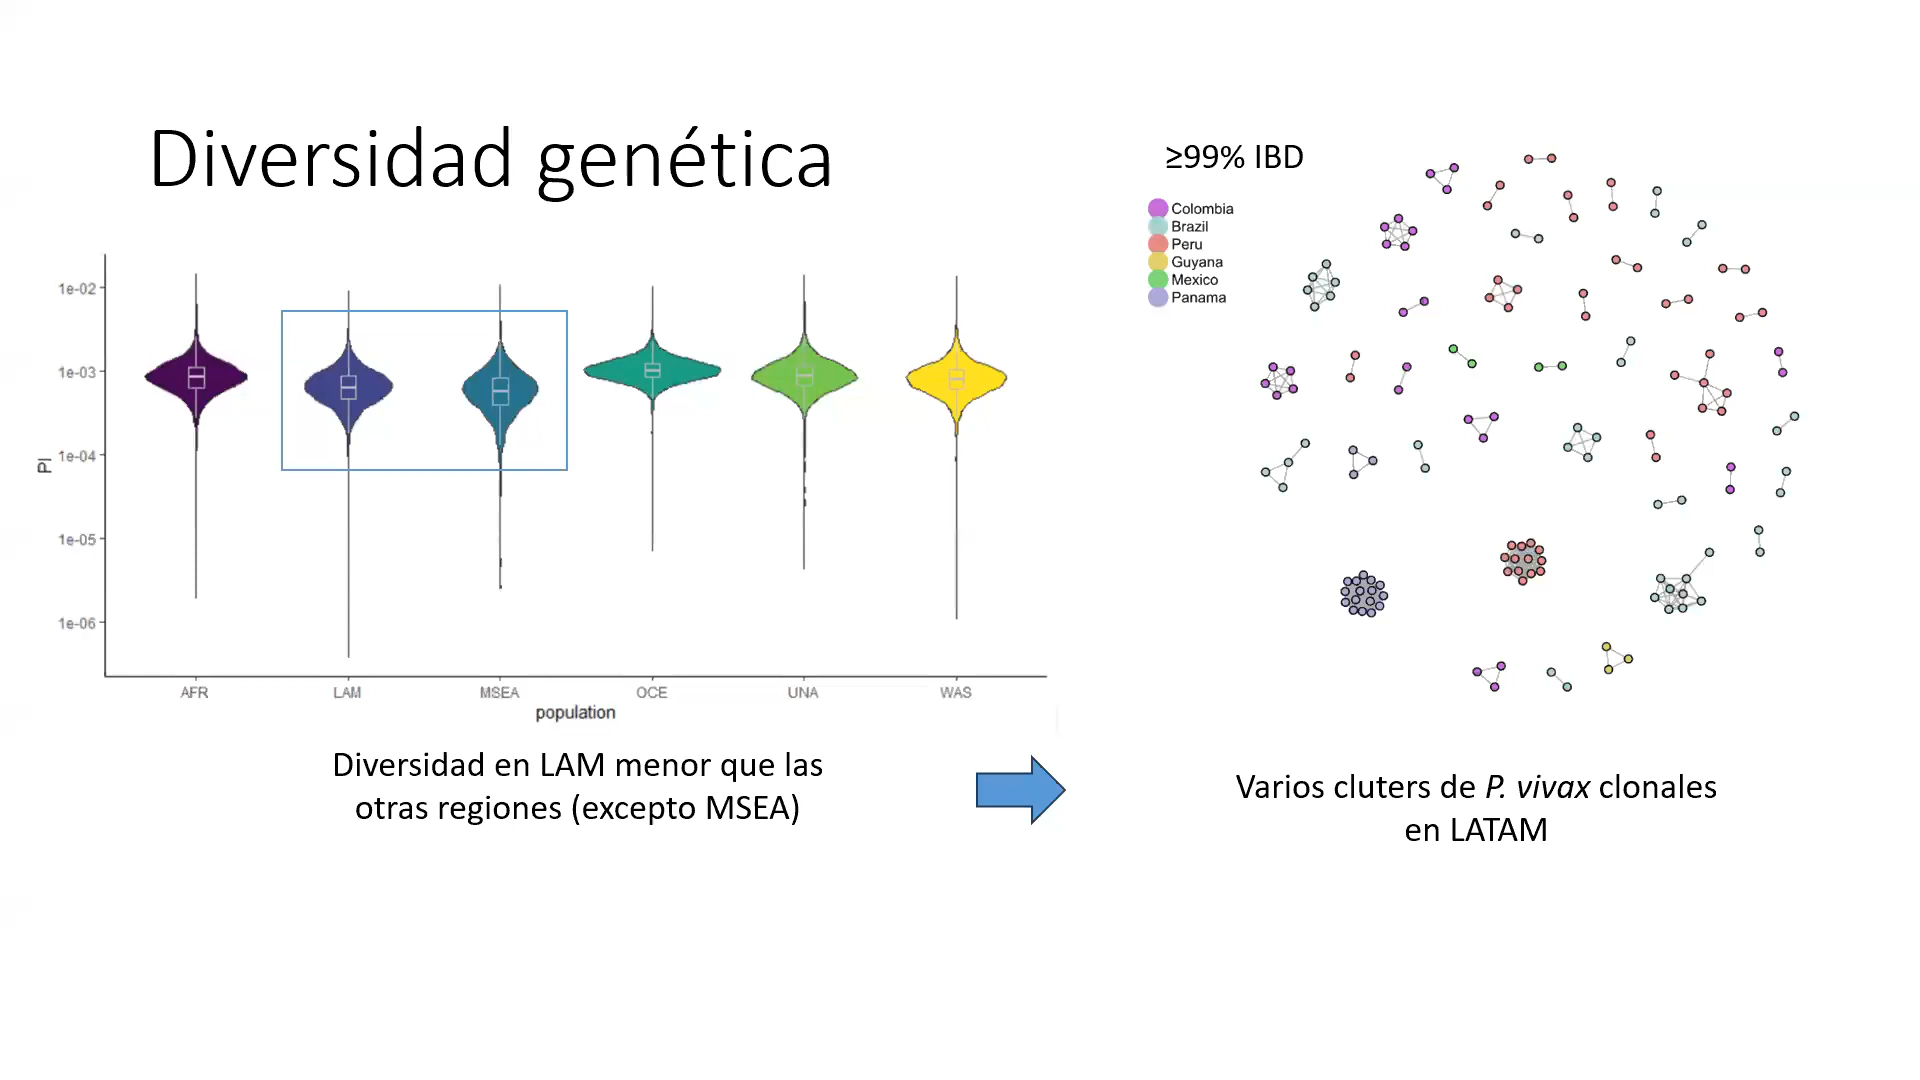 Diversidad genética
≥99% IBD
Colombia
Brazil
Peru
Guyana
Mexico
Panama
PI
1e-02
1e-03
1e-04
1e-05
1e-06
AFR LAM MSEA OCE UNA WAS
population
Diversidad en LAM menor que las
otras regiones (excepto MSEA)
Varios cluters de P. vivax clonales
en LATAM